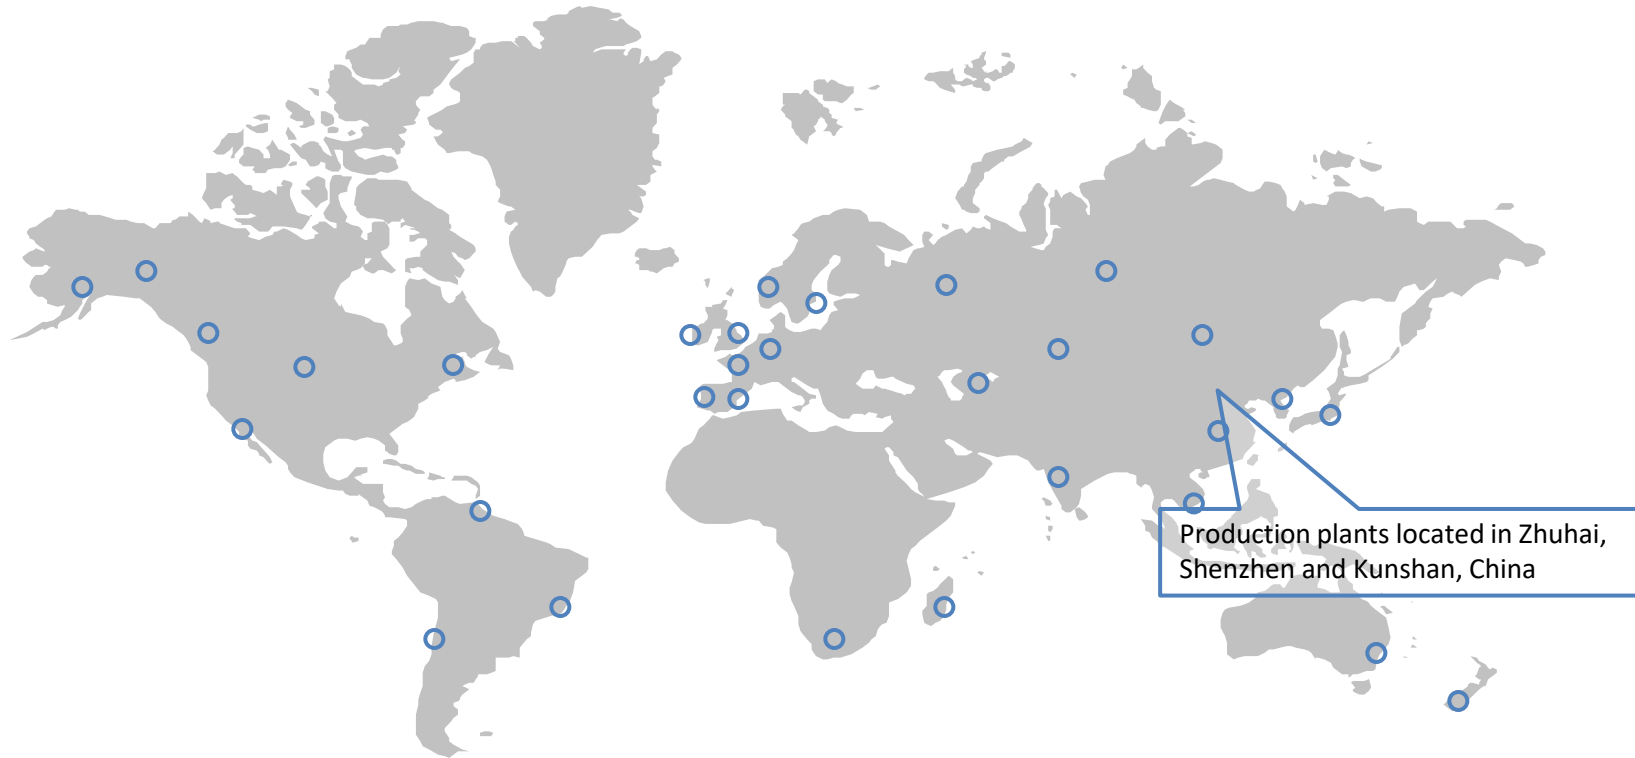 Production plants located in Zhuhai,
Shenzhen and Kunshan, China